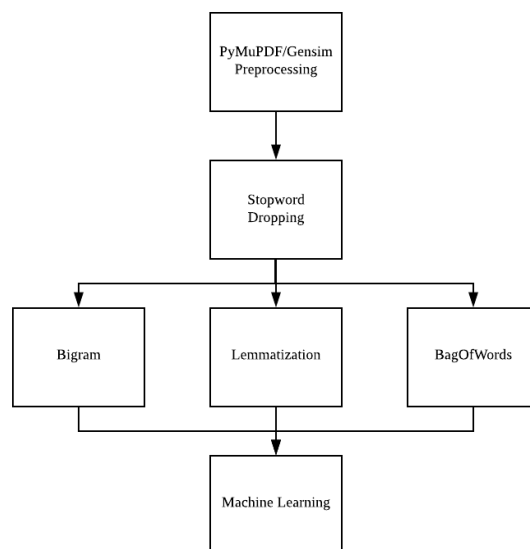 PyMuPDF/Gensim
Preprocessing
Stopword
Dropping
Bigram
Lemmatization
BagOfWords
Machine Learning